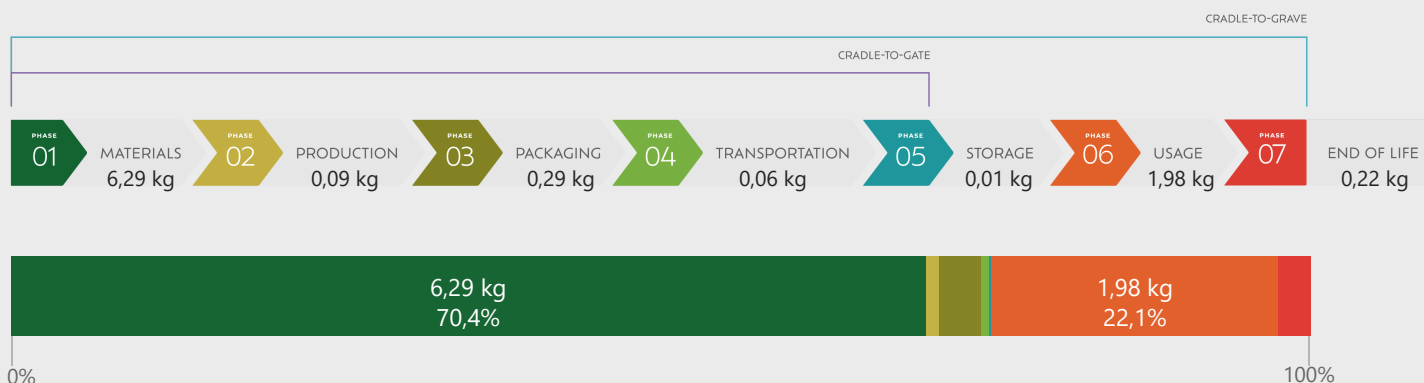 CRADLE-TO-GRAVE
CRADLE-TO-GATE
PHASE
01
MATERIALS
6,29 kg
PHASE
02
PRODUCTION
0,09 kg
PHASE
03
PACKAGING
0,29 kg
PHASE
04
TRANSPORTATION
0,06 kg
PHASE
05
STORAGE
0,01 kg
PHASE
06
USAGE
1,98 kg
PHASE
07
END OF LIFE
0,22 kg
6,29 kg
70,4%
1,98 kg
22,1%
0%
100%